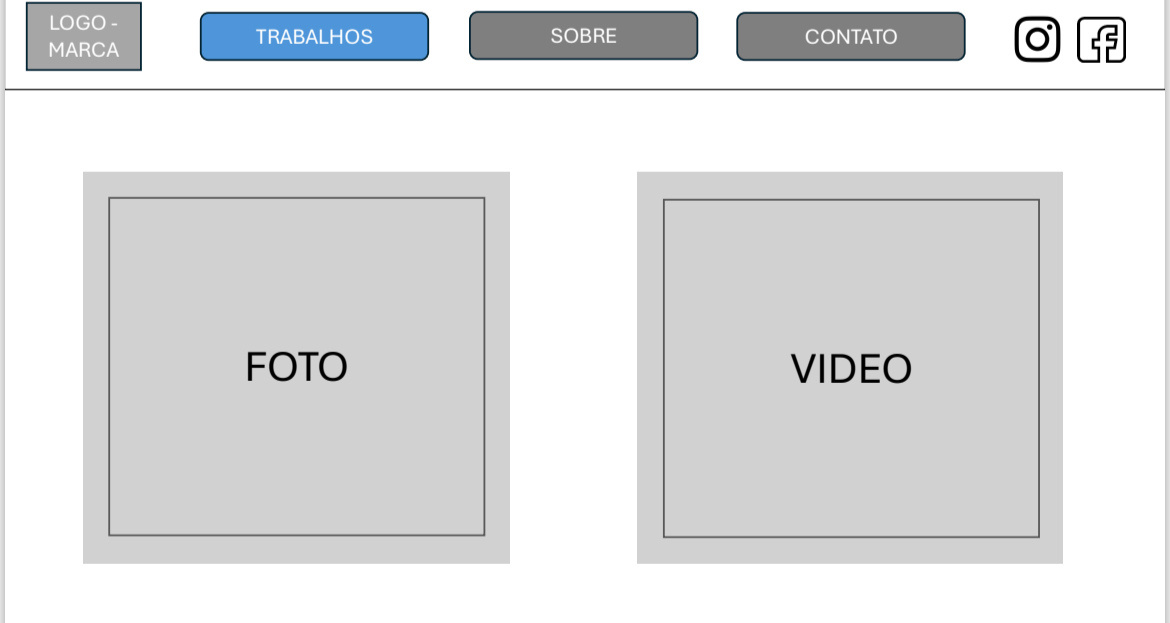 LOGO -
MARCA
TRABALHOS
SOBRE
CONTATO
FOTO
VIDEO